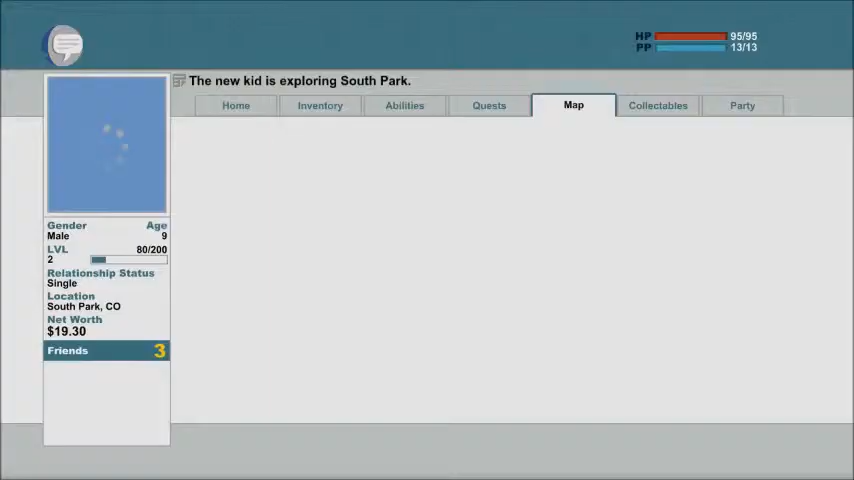 HP 95/95
PP 13/13
The new kid is exploring South Park.
Home Inventory Abilities Quests Map Collectables Party
Gender Age
Male 9
LVL 80/200
2
Relationship Status
Single
Location
South Park, CO
Net Worth
$19.30
Friends 3